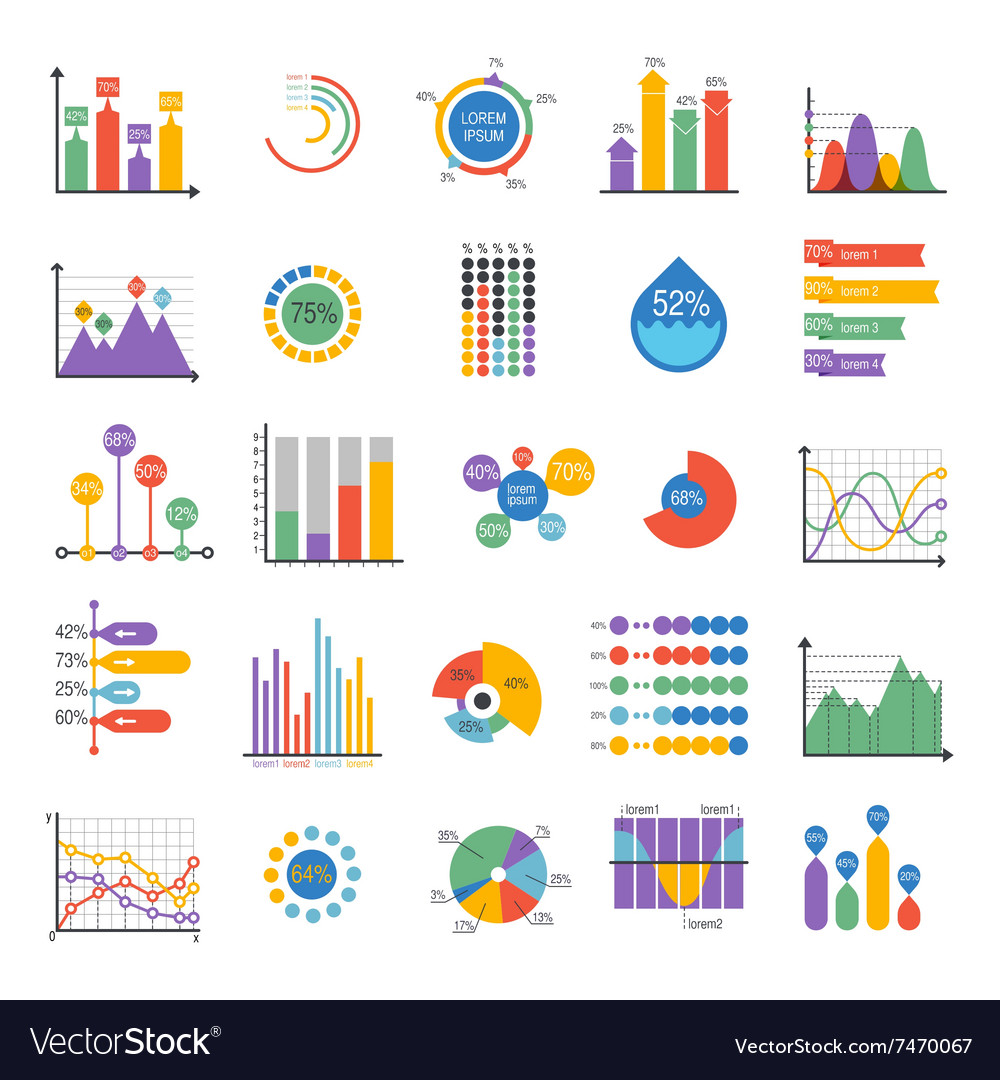 42%
70%
25%
65%
lorem 1
lorem 2
lorem 3
lorem 4
7%
40%
25%
LOREM
IPSUM
3%
35%
25%
70%
42%
65%
30%
30%
30%
30%
75%
% % % % %
52%
70% lorem 1
90% lorem 2
60% lorem 3
30% lorem 4
34%
68%
50%
12%
o1 o2 o3 o4
9
8
7
6
5
4
3
2
1
40%
10%
70%
lorem
ipsum
50%
30%
68%
42%
73%
25%
60%
lorem1 lorem2 lorem3 lorem4
35%
40%
25%
40%
60%
100%
20%
80%
y
0
x
64%
35%
7%
25%
3%
17%
13%
lorem1
lorem1
lorem2
55%
45%
70%
20%
VectorStock®
VectorStock.com/7470067